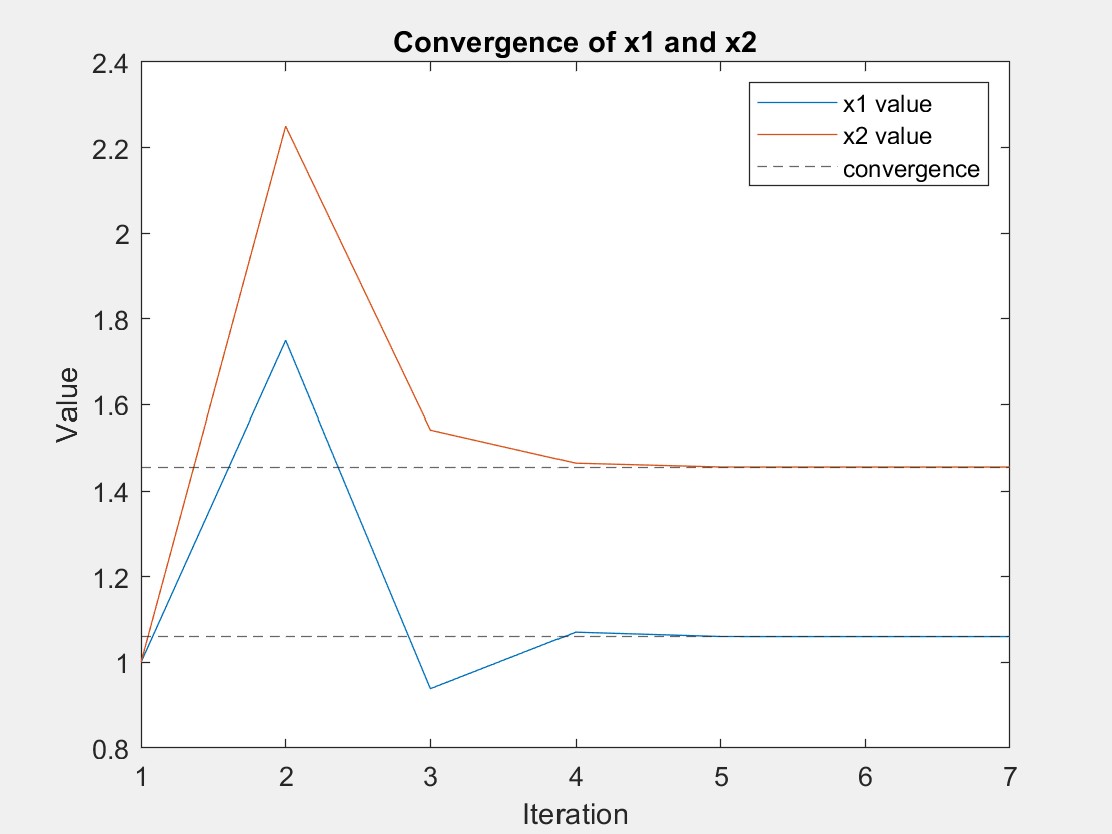 Convergence of x1 and x2
2.4
2.2
2
1.8
1.6
1.4
1.2
1
0.8
Value
x1 value
x2 value
convergence
1 2 3 4 5 6 7
Iteration